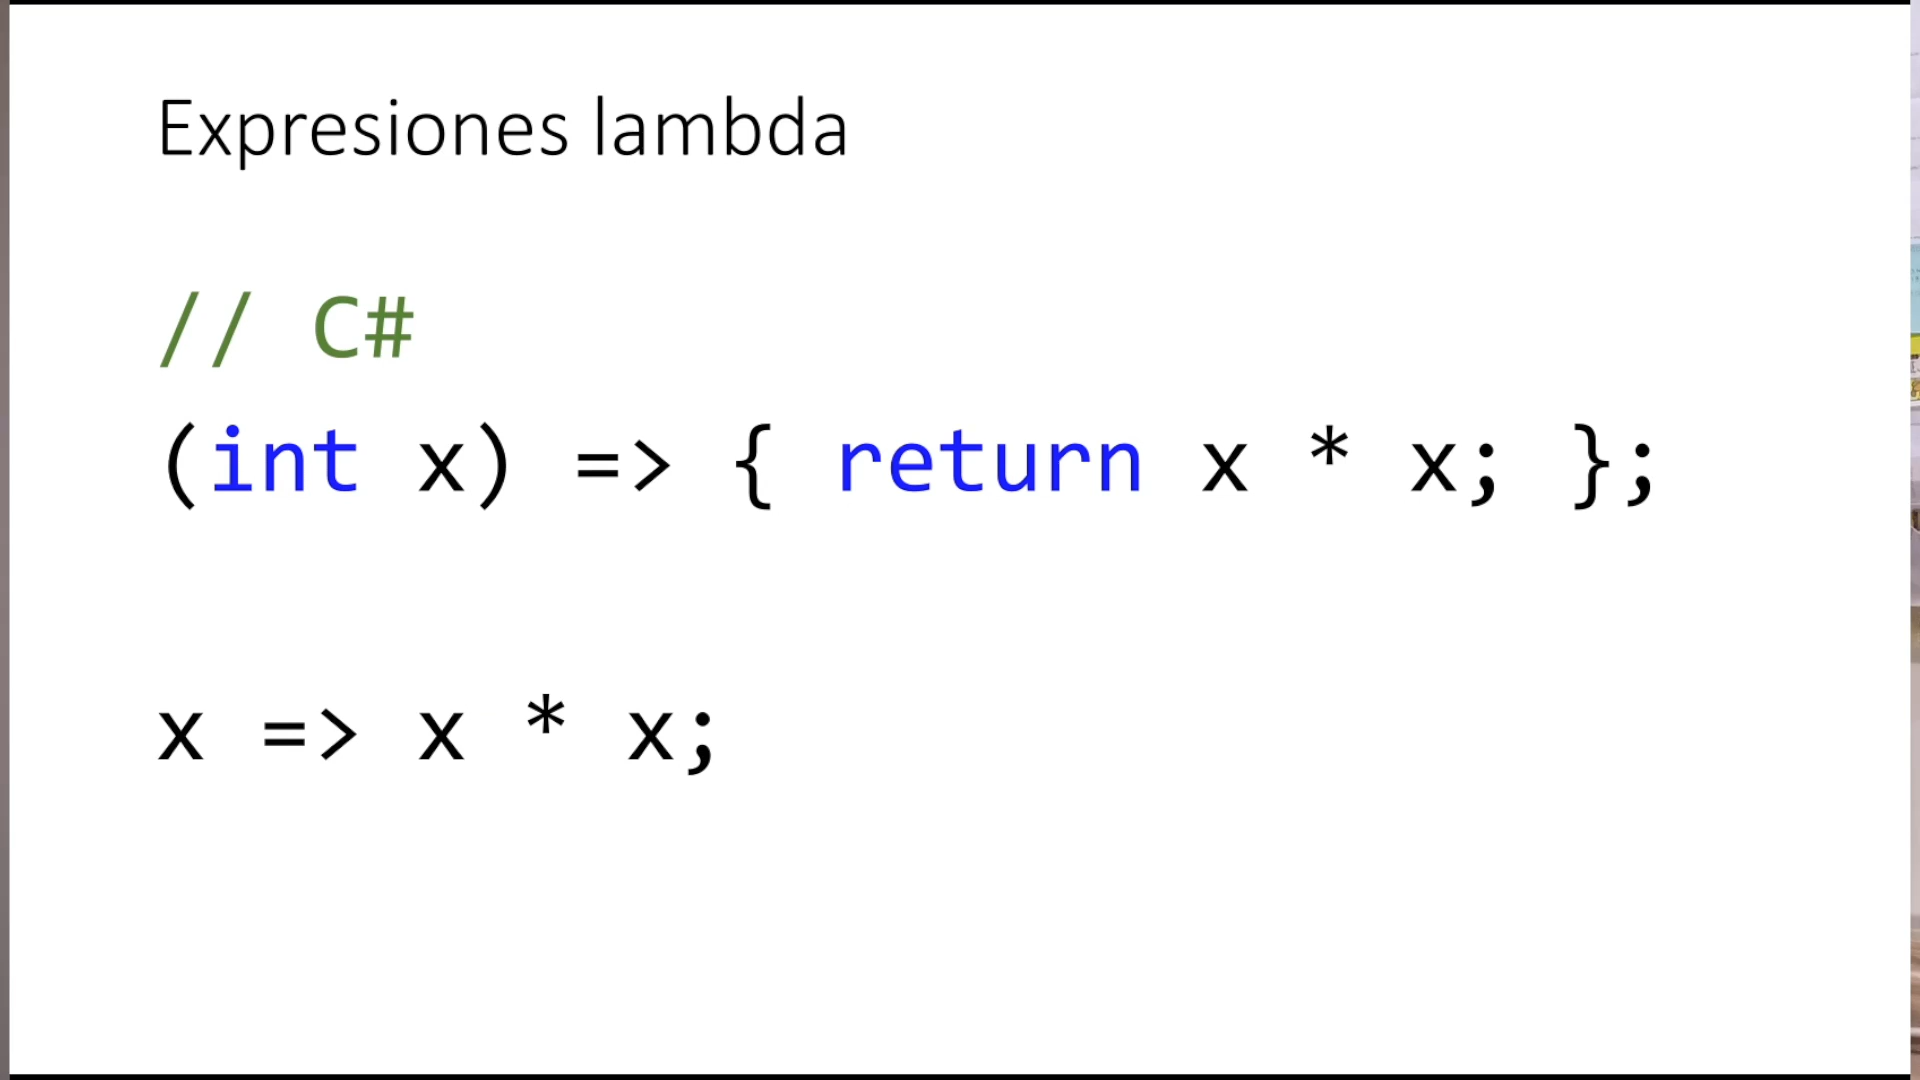 Expresiones lambda
// C#
(int x) => { return x * x; };
x => x * x;